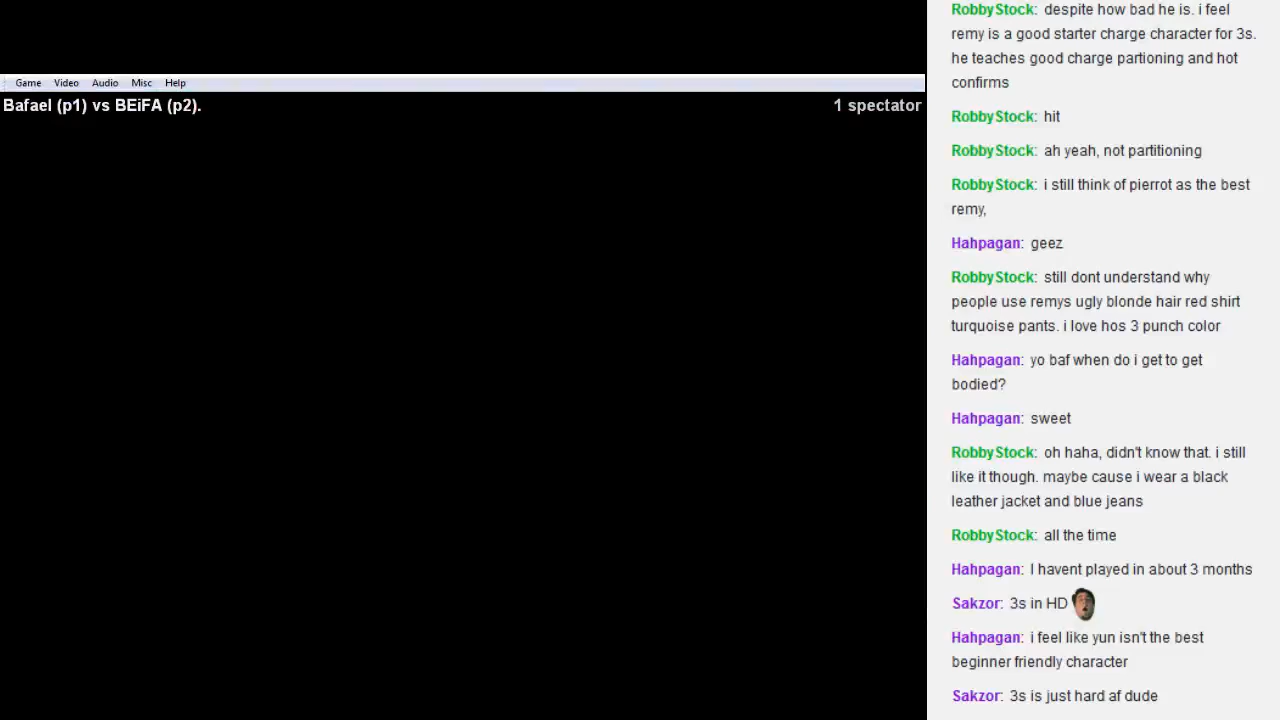 Game Video Audio Misc Help
Bafael (p1) vs BEiFA (p2). 1 spectator
RobbyStock: despite how bad he is. i feel
remy is a good starter charge character for 3s.
he teaches good charge partioning and hot
confirms
RobbyStock: hit
RobbyStock: ah yeah, not partitioning
RobbyStock: i still think of pierrot as the best
remy,
Hahpagan: geez
RobbyStock: still dont understand why
people use remys ugly blonde hair red shirt
turquoise pants. i love hos 3 punch color
Hahpagan: yo baf when do i get to get
bodied?
Hahpagan: sweet
RobbyStock: oh haha, didn't know that. i still
like it though. maybe cause i wear a black
leather jacket and blue jeans
RobbyStock: all the time
Hahpagan: I havent played in about 3 months
Sakzor: 3s in HD
Hahpagan: i feel like yun isn't the best
beginner friendly character
Sakzor: 3s is just hard af dude